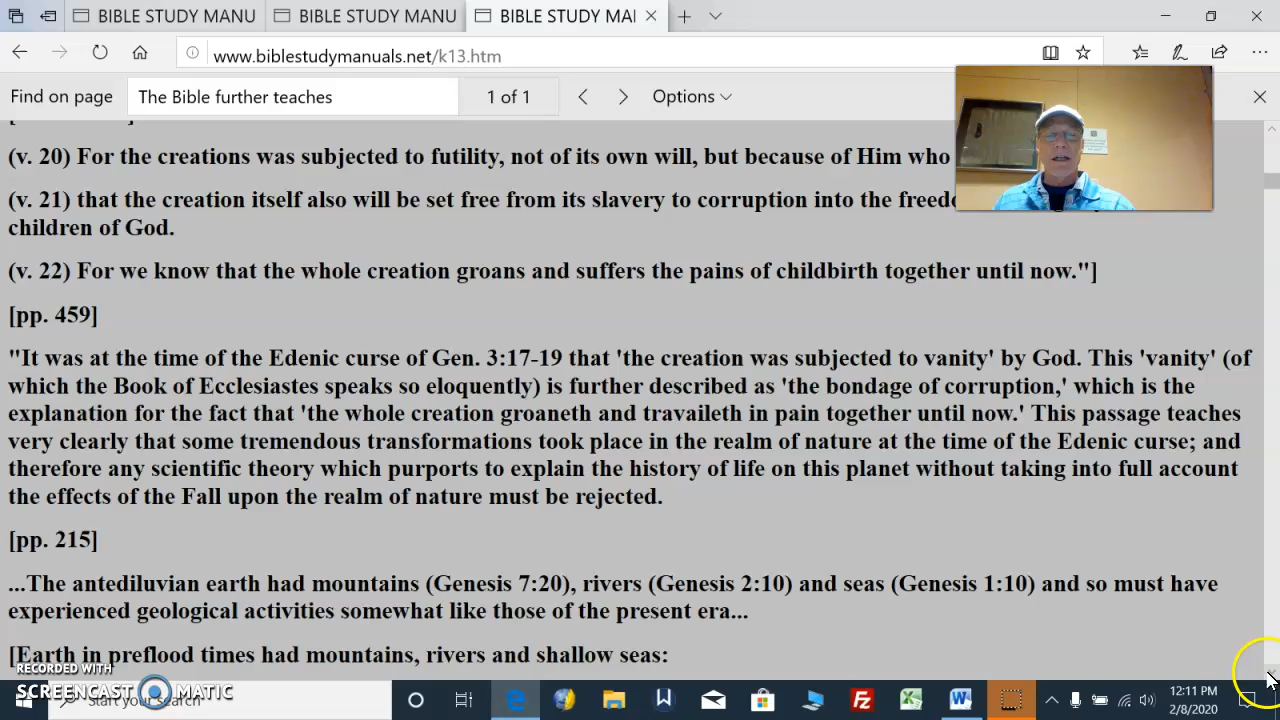 BIBLE STUDY MANU
BIBLE STUDY MANU
BIBLE STUDY MAI
www.biblestudymanuals.net/k13.htm
Find on page
The Bible further teaches
1 of 1
Options
(v. 20) For the creations was subjected to futility, not of its own will, but because of Him who
(v. 21) that the creation itself also will be set free from its slavery to corruption into the
children of God.
(v. 22) For we know that the whole creation groans and suffers the pains of childbirth together until now."]
[pp. 459]
"It was at the time of the Edenic curse of Gen. 3:17-19 that 'the creation was subjected to vanity' by God. This 'vanity' (of
which the Book of Ecclesiastes speaks so eloquently) is further described as 'the bondage of corruption,' which is the
explanation for the fact that 'the whole creation groaneth and travaileth in pain together until now.' This passage teaches
very clearly that some tremendous transformations took place in the realm of nature at the time of the Edenic curse; and
therefore any scientific theory which purports to explain the history of life on this planet without taking into full account
the effects of the Fall upon the realm of nature must be rejected.
[pp. 215]
...The antediluvian earth had mountains (Genesis 7:20), rivers (Genesis 2:10) and seas (Genesis 1:10) and so must have
experienced geological activities somewhat like those of the present era...
[Earth in preflood times had mountains, rivers and shallow seas:
RECORDED WITH
SCREENCAST MATIC
Start your search
12:11 PM
2/8/2020